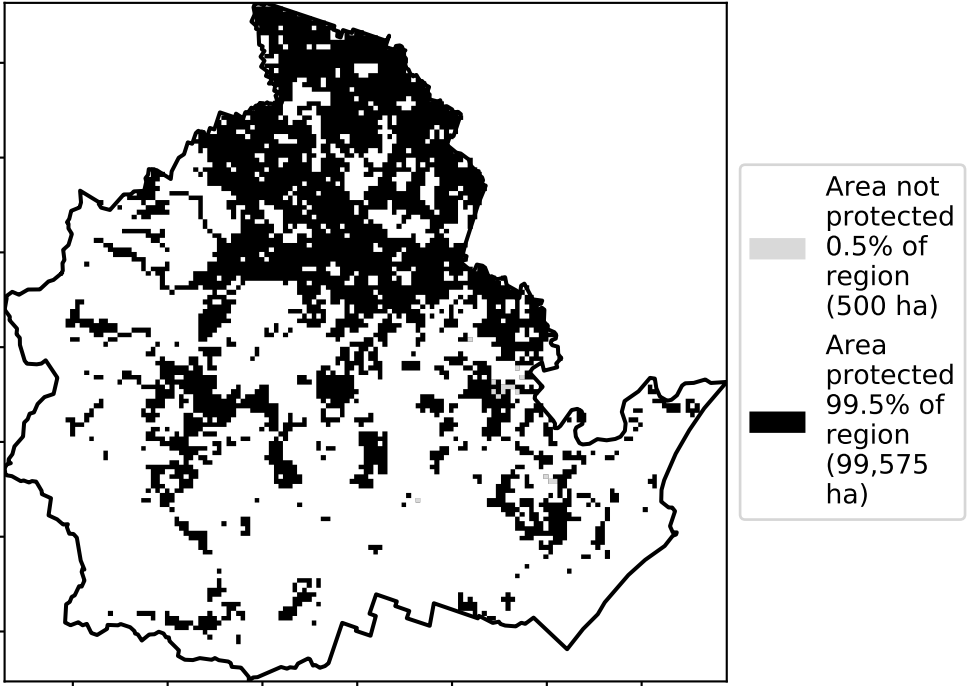 Area not
protected
0.5% of
region
(500 ha)
Area
protected
99.5% of
region
(99,575
ha)